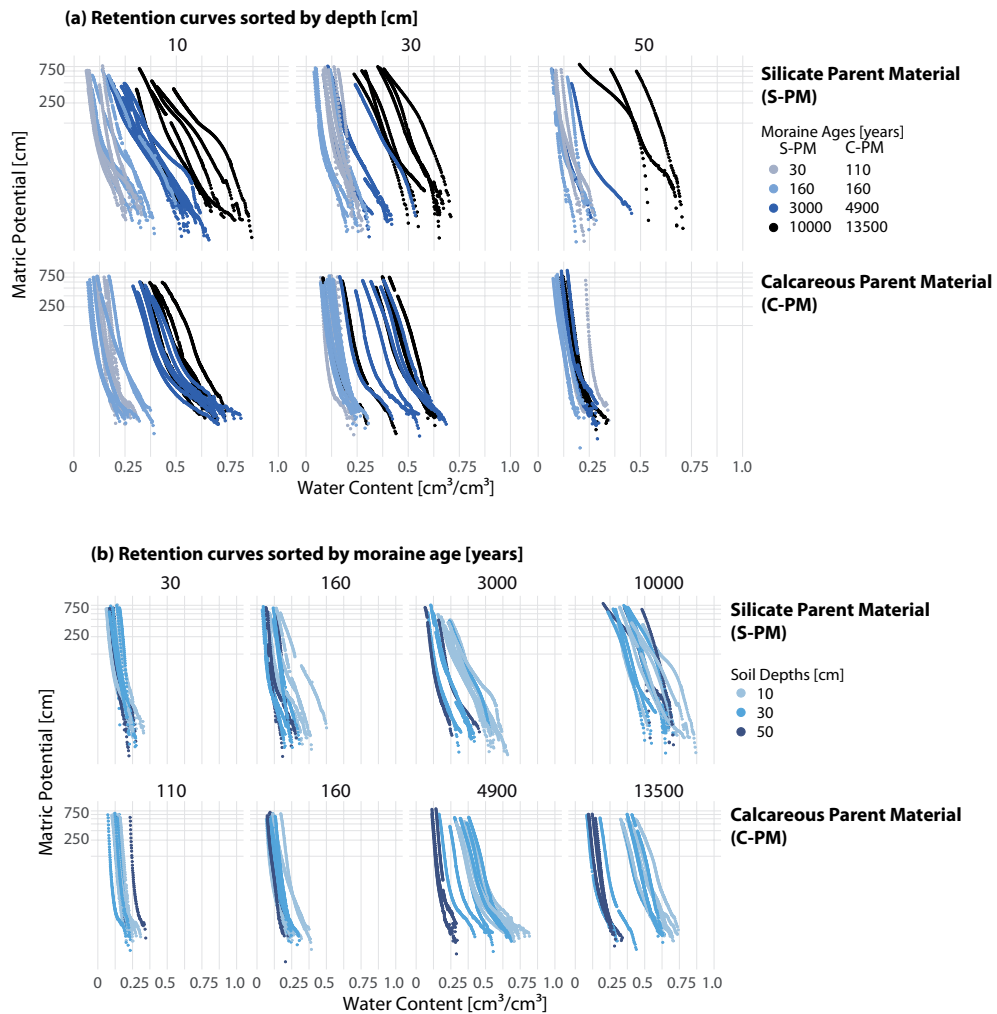 (a) Retention curves sorted by depth [cm]
10 30 50
750
250
Silicate Parent Material
(S-PM)
Moraine Ages [years]
S-PM C-PM
30 110
160 160
3000 4900
10000 13500
Matric Potential [cm]
750
250
Calcareous Parent Material
(C-PM)
0 0.25 0.5 0.75 1.0 0 0.25 0.5 0.75 1.0 0 0.25 0.5 0.75 1.0
Water Content [cm³/cm³]
(b) Retention curves sorted by moraine age [years]
30 160 3000 10000
750
250
Silicate Parent Material
(S-PM)
Soil Depths [cm]
10
30
50
Matric Potential [cm]
110 160 4900 13500
750
250
Calcareous Parent Material
(C-PM)
0 0.25 0.5 0.75 1.0 0 0.25 0.5 0.75 1.0 0 0.25 0.5 0.75 1.0 0 0.25 0.5 0.75 1.0
Water Content [cm³/cm³]